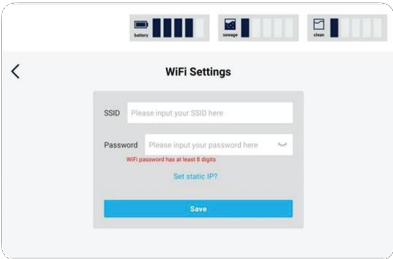 battery
sewage
clean
WiFi Settings
SSID Please input your SSID here
Password Please input your password here
WiFi password has at least 8 digits
Set static IP?
Save